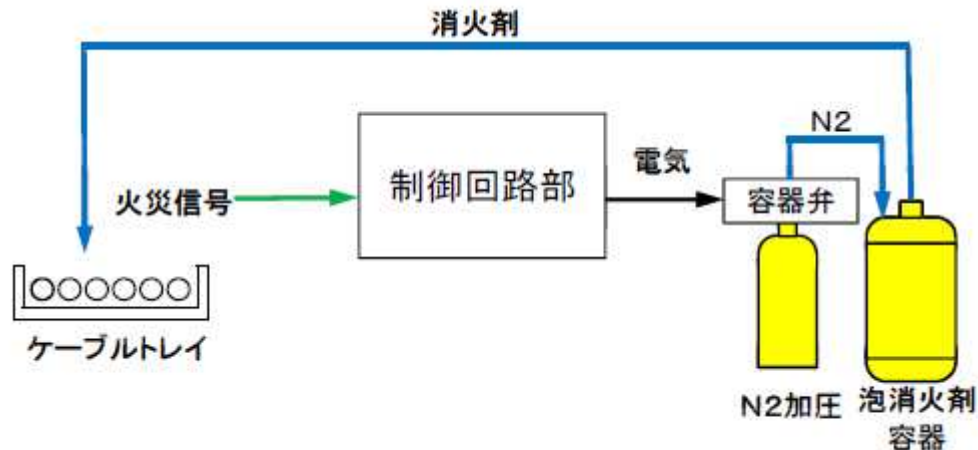 消火剤
N2
電気
制御回路部
火災信号
容器弁
ケーブルトレイ
N2加圧
泡消火剤
容器